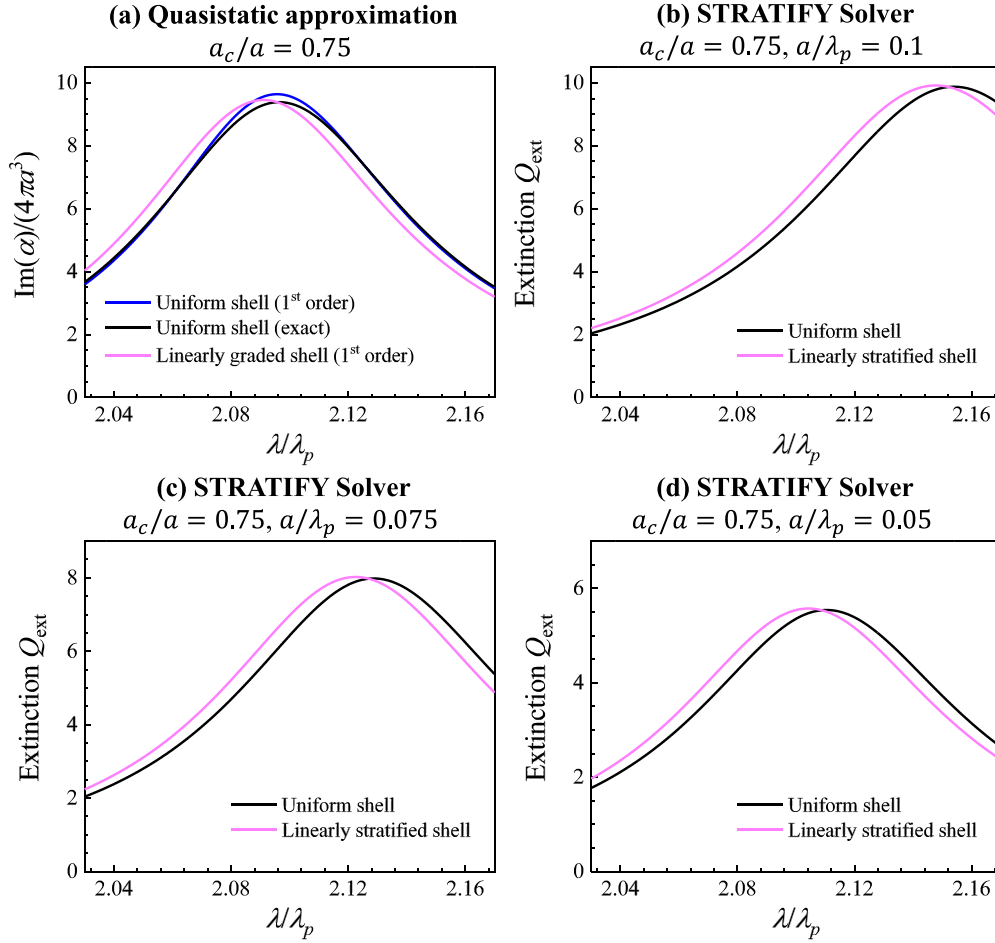 (a) Quasistatic approximation
a_c/a = 0.75
10
8
6
4
2
0
Im(α)/(4πa³)
Uniform shell (1st order)
Uniform shell (exact)
Linearly graded shell (1st order)
2.04 2.08 2.12 2.16
λ/λ_p
(b) STRATIFY Solver
a_c/a = 0.75, a/λ_p = 0.1
10
8
6
4
2
0
Extinction Q_ext
Uniform shell
Linearly stratified shell
2.04 2.08 2.12 2.16
λ/λ_p
(c) STRATIFY Solver
a_c/a = 0.75, a/λ_p = 0.075
8
6
4
2
0
Extinction Q_ext
Uniform shell
Linearly stratified shell
2.04 2.08 2.12 2.16
λ/λ_p
(d) STRATIFY Solver
a_c/a = 0.75, a/λ_p = 0.05
6
4
2
0
Extinction Q_ext
Uniform shell
Linearly stratified shell
2.04 2.08 2.12 2.16
λ/λ_p